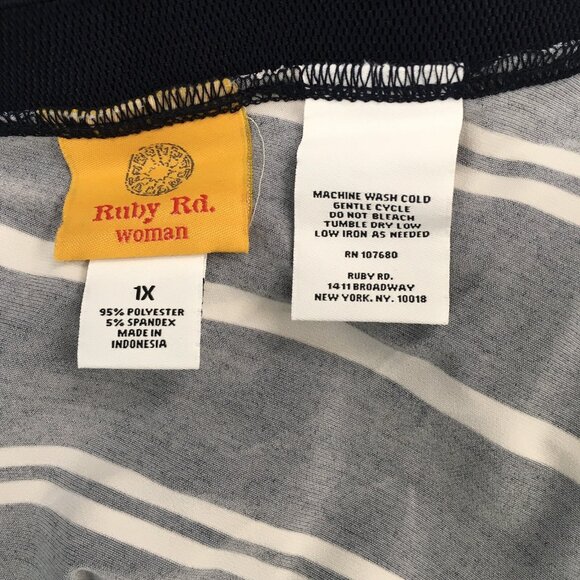 Ruby Rd.
woman
1X
95% POLYESTER
5% SPANDEX
MADE IN
INDONESIA
MACHINE WASH COLD
GENTLE CYCLE
DO NOT BLEACH
TUMBLE DRY LOW
LOW IRON AS NEEDED
RN 107680
RUBY RD.
1411 BROADWAY
NEW YORK. NY. 10018